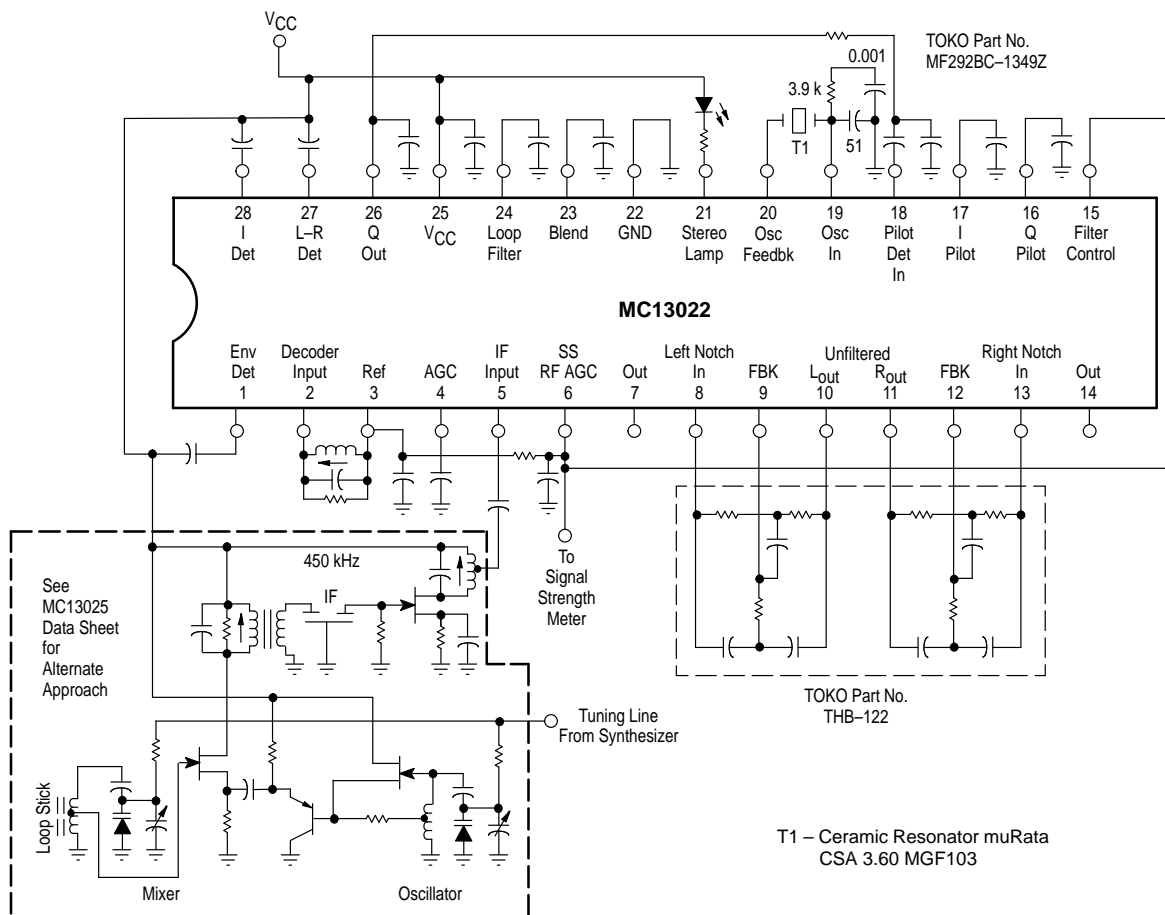 VCC
TOKO Part No.
MF292BC–1349Z
0.001
3.9 k
T1
51
28
I
Det
27
L–R
Det
26
Q
Out
25
VCC
24
Loop
Filter
23
Blend
22
GND
21
Stereo
Lamp
20
Osc
Feedbk
19
Osc
In
18
Pilot
Det
In
17
I
Pilot
16
Q
Pilot
15
Filter
Control
MC13022
Env
Det
1
Decoder
Input
2
Ref
3
AGC
4
IF
Input
5
SS
RF AGC
6
Out
7
Left Notch
In
8
FBK
9
Unfiltered
Lout
10
Rout
11
FBK
12
Right Notch
In
13
Out
14
See
MC13025
Data Sheet
for
Alternate
Approach
450 kHz
IF
To
Signal
Strength
Meter
TOKO Part No.
THB–122
Tuning Line
From Synthesizer
Loop Stick
Mixer
Oscillator
T1 – Ceramic Resonator muRata
CSA 3.60 MGF103